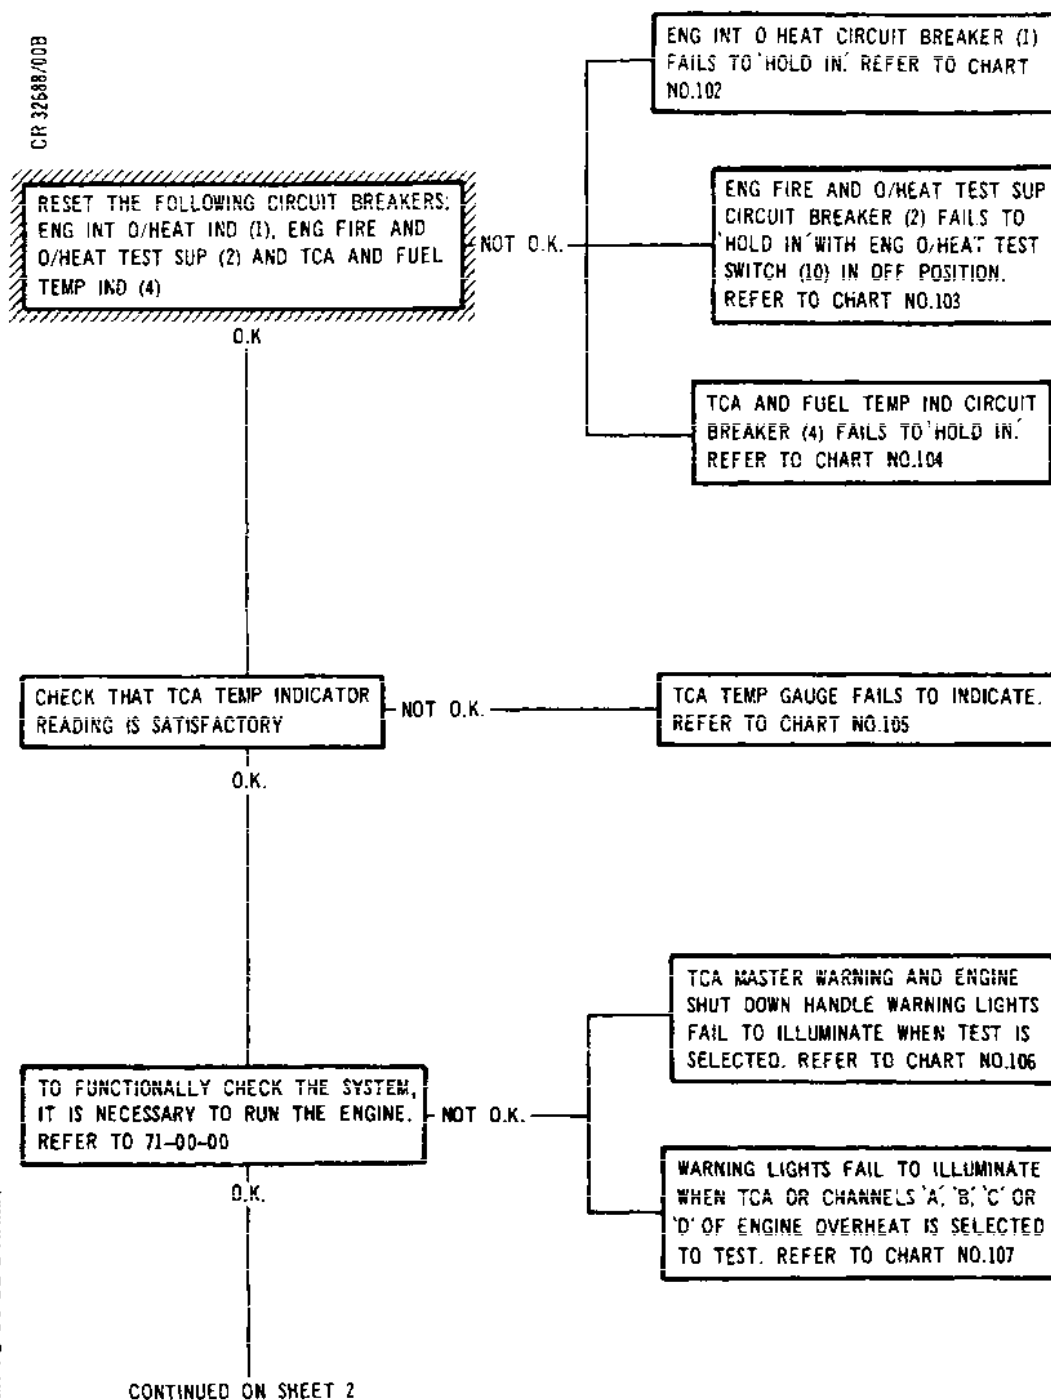 CR 32688/00B
RESET THE FOLLOWING CIRCUIT BREAKERS:
ENG INT O/HEAT IND (1), ENG FIRE AND
O/HEAT TEST SUP (2) AND TCA AND FUEL
TEMP IND (4)
NOT O.K.
ENG INT O HEAT CIRCUIT BREAKER (1)
FAILS TO 'HOLD IN.' REFER TO CHART
NO.102
ENG FIRE AND O/HEAT TEST SUP
CIRCUIT BREAKER (2) FAILS TO
'HOLD IN' WITH ENG O/HEAT TEST
SWITCH (10) IN OFF POSITION.
REFER TO CHART NO.103
TCA AND FUEL TEMP IND CIRCUIT
BREAKER (4) FAILS TO 'HOLD IN.'
REFER TO CHART NO.104
O.K
CHECK THAT TCA TEMP INDICATOR
READING IS SATISFACTORY
NOT O.K.
TCA TEMP GAUGE FAILS TO INDICATE.
REFER TO CHART NO.105
O.K.
TO FUNCTIONALLY CHECK THE SYSTEM,
IT IS NECESSARY TO RUN THE ENGINE.
REFER TO 71-00-00
NOT O.K.
TCA MASTER WARNING AND ENGINE
SHUT DOWN HANDLE WARNING LIGHTS
FAIL TO ILLUMINATE WHEN TEST IS
SELECTED. REFER TO CHART NO.106
WARNING LIGHTS FAIL TO ILLUMINATE
WHEN TCA OR CHANNELS 'A', 'B', 'C' OR
'D' OF ENGINE OVERHEAT IS SELECTED
TO TEST. REFER TO CHART NO.107
O.K.
CONTINUED ON SHEET 2